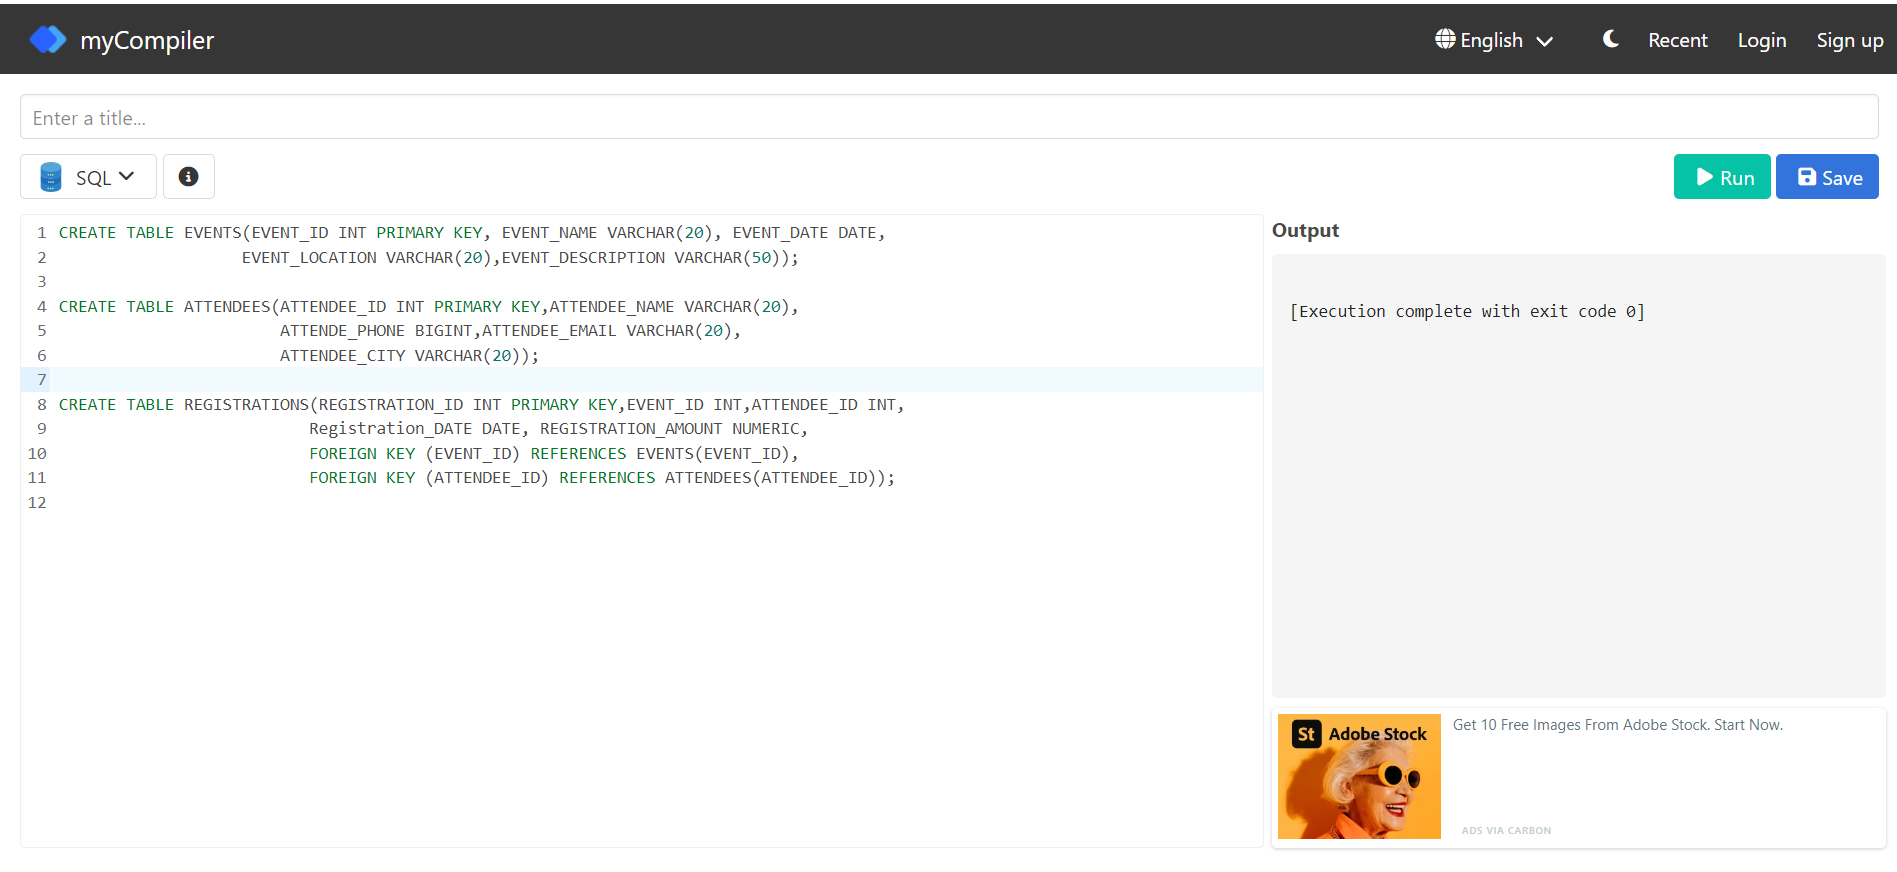 myCompiler
English
Recent
Login
Sign up
Enter a title...
SQL
Run
Save
1 CREATE TABLE EVENTS(EVENT_ID INT PRIMARY KEY, EVENT_NAME VARCHAR(20), EVENT_DATE DATE,
2 EVENT_LOCATION VARCHAR(20),EVENT_DESCRIPTION VARCHAR(50));
3
4 CREATE TABLE ATTENDEES(ATTENDEE_ID INT PRIMARY KEY,ATTENDEE_NAME VARCHAR(20),
5 ATTENDE_PHONE BIGINT,ATTENDEE_EMAIL VARCHAR(20),
6 ATTENDEE_CITY VARCHAR(20));
7
8 CREATE TABLE REGISTRATIONS(REGISTRATION_ID INT PRIMARY KEY,EVENT_ID INT,ATTENDEE_ID INT,
9 Registration_DATE DATE, REGISTRATION_AMOUNT NUMERIC,
10 FOREIGN KEY (EVENT_ID) REFERENCES EVENTS(EVENT_ID),
11 FOREIGN KEY (ATTENDEE_ID) REFERENCES ATTENDEES(ATTENDEE_ID));
12
Output
[Execution complete with exit code 0]
St Adobe Stock
Get 10 Free Images From Adobe Stock. Start Now.
ADS VIA CARBON